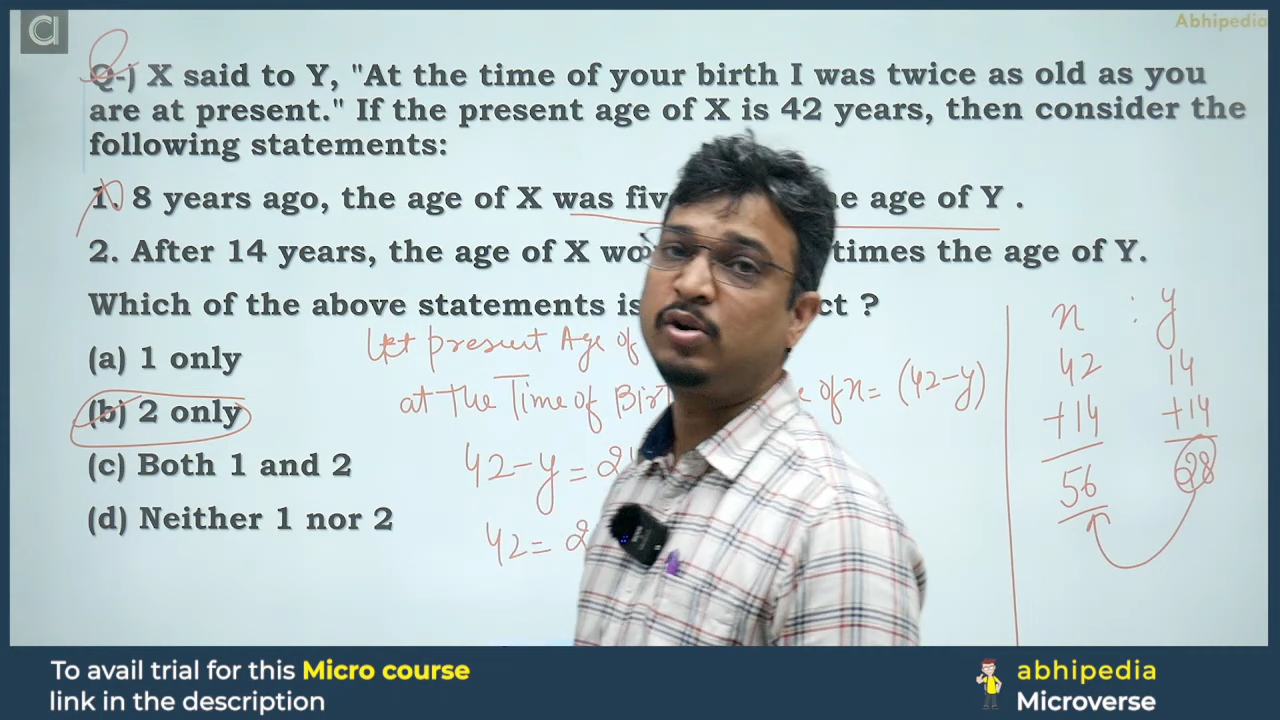 Abhipedia
Q-) X said to Y, "At the time of your birth I was twice as old as you
are at present." If the present age of X is 42 years, then consider the
following statements:
1. 8 years ago, the age of X was five age of Y .
2. After 14 years, the age of X times the age of Y.
Which of the above statements is ?
(a) 1 only
(b) 2 only
(c) Both 1 and 2
(d) Neither 1 nor 2
Let present Age of
at the Time of of x = (42-y)
42-y =
42 =
x : y
42 14
+14 +14
56 28
To avail trial for this Micro course
link in the description
abhipedia
Microverse